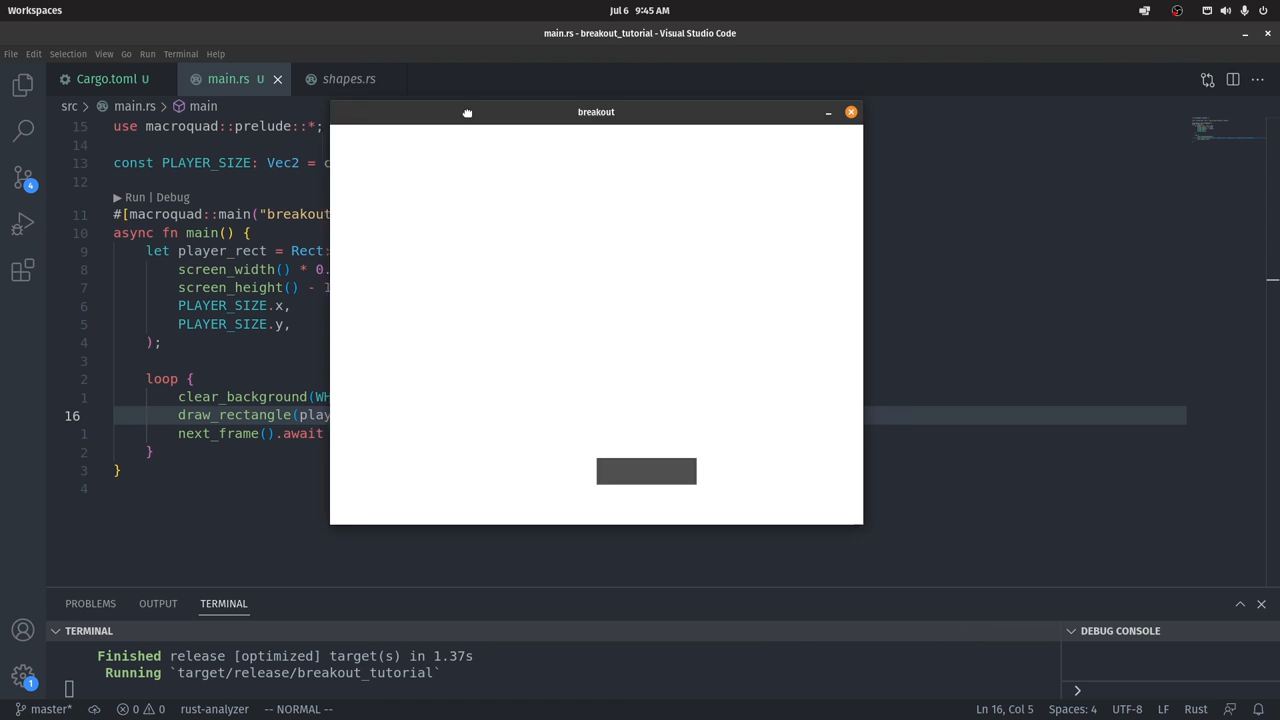 Workspaces
Jul 6 9:45 AM
main.rs - breakout_tutorial - Visual Studio Code
File Edit Selection View Go Run Terminal Help
Cargo.toml U
main.rs U
shapes.rs
src > main.rs > main
15 use macroquad::prelude::*;
14
13 const PLAYER_SIZE: Vec2 = c
12
▶ Run | Debug
11 #[macroquad::main("breakout
10 async fn main() {
9 let player_rect = Rect:
8 screen_width() * 0.
7 screen_height() - 1
6 PLAYER_SIZE.x,
5 PLAYER_SIZE.y,
4 );
3
2 loop {
1 clear_background(WH
16 draw_rectangle(play
1 next_frame().await
2 }
3 }
4
breakout
4
1
PROBLEMS OUTPUT TERMINAL
TERMINAL
DEBUG CONSOLE
Finished release [optimized] target(s) in 1.37s
Running `target/release/breakout_tutorial`
>
master* 0 0 rust-analyzer -- NORMAL -- Ln 16, Col 5 Spaces: 4 UTF-8 LF Rust